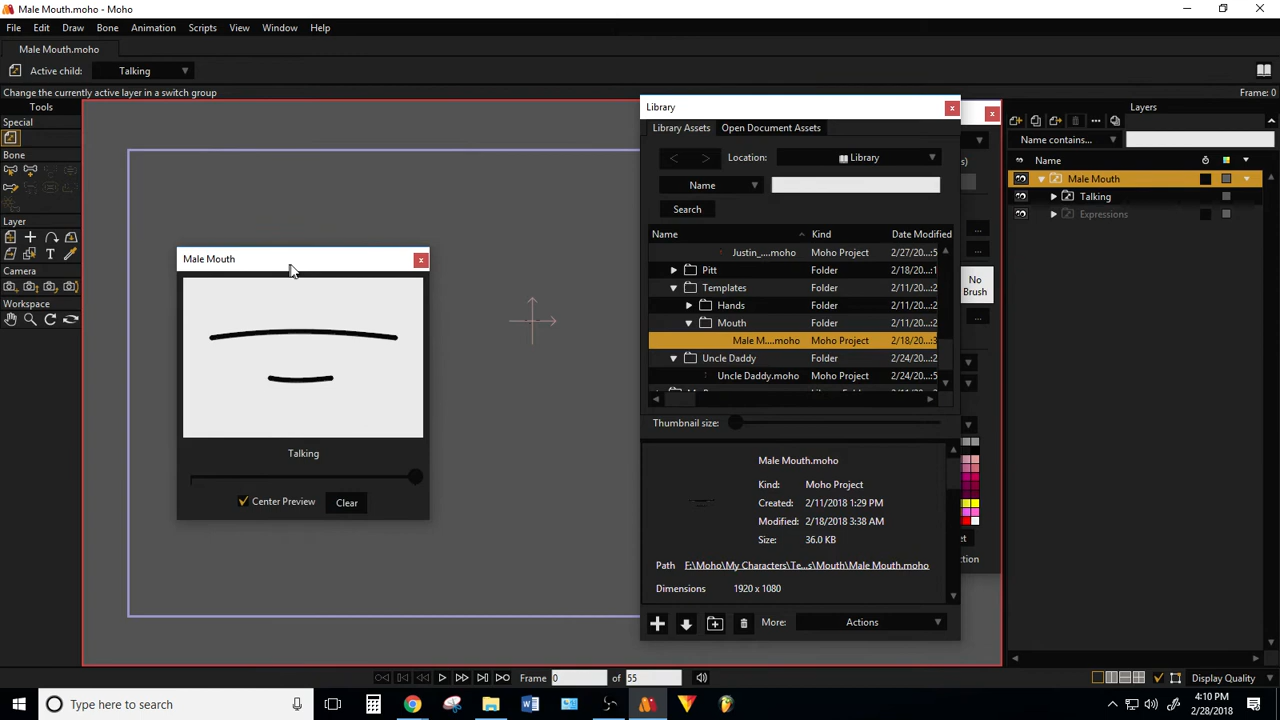 Male Mouth.moho - Moho
File Edit Draw Bone Animation Scripts View Window Help
Male Mouth.moho
Active child: Talking
Change the currently active layer in a switch group Frame: 0
Tools
Special
Bone
Layer
Camera
Workspace
Male Mouth
Talking
Center Preview Clear
Library
Library Assets Open Document Assets
Location: Library
Name
Search
Name Kind Date Modified
Justin_....moho Moho Project 2/27/20...:5
Pitt Folder 2/18/20...:1
Templates Folder 2/11/20...:2
Hands Folder 2/11/20...:2
Mouth Folder 2/11/20...:2
Male M....moho Moho Project 2/18/20...:3
Uncle Daddy Folder 2/24/20...:2
Uncle Daddy.moho Moho Project 2/24/20...:5
Thumbnail size:
Male Mouth.moho
Kind: Moho Project
Created: 2/11/2018 1:29 PM
Modified: 2/18/2018 3:38 AM
Size: 36.0 KB
Path F:\Moho\My Characters\Te...s\Mouth\Male Mouth.moho
Dimensions 1920 x 1080
More: Actions
s)
No
Brush
Layers
Name contains...
Name
Male Mouth
Talking
Expressions
Frame 0 of 55
Display Quality
Type here to search
4:10 PM
2/28/2018